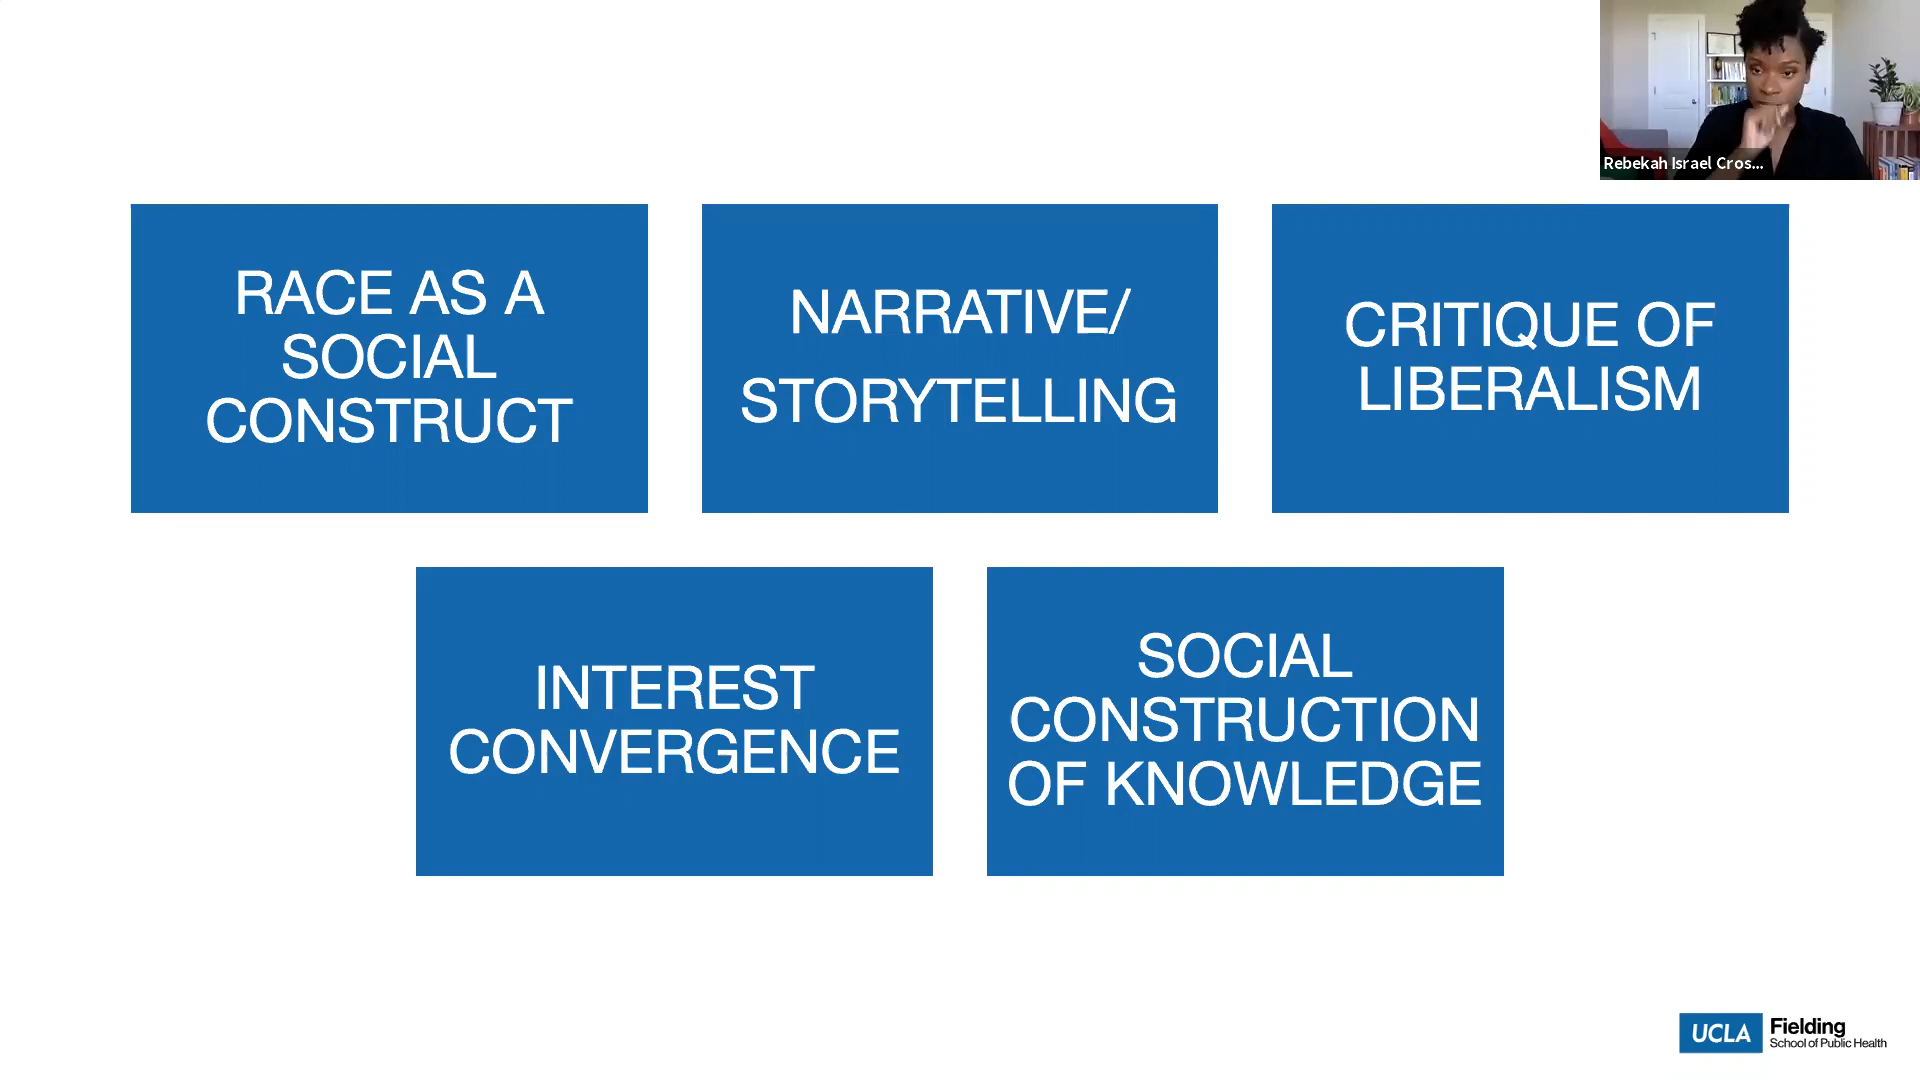 Rebekah Israel Cros...
RACE AS A
SOCIAL
CONSTRUCT
NARRATIVE/
STORYTELLING
CRITIQUE OF
LIBERALISM
INTEREST
CONVERGENCE
SOCIAL
CONSTRUCTION
OF KNOWLEDGE
UCLA
Fielding
School of Public Health